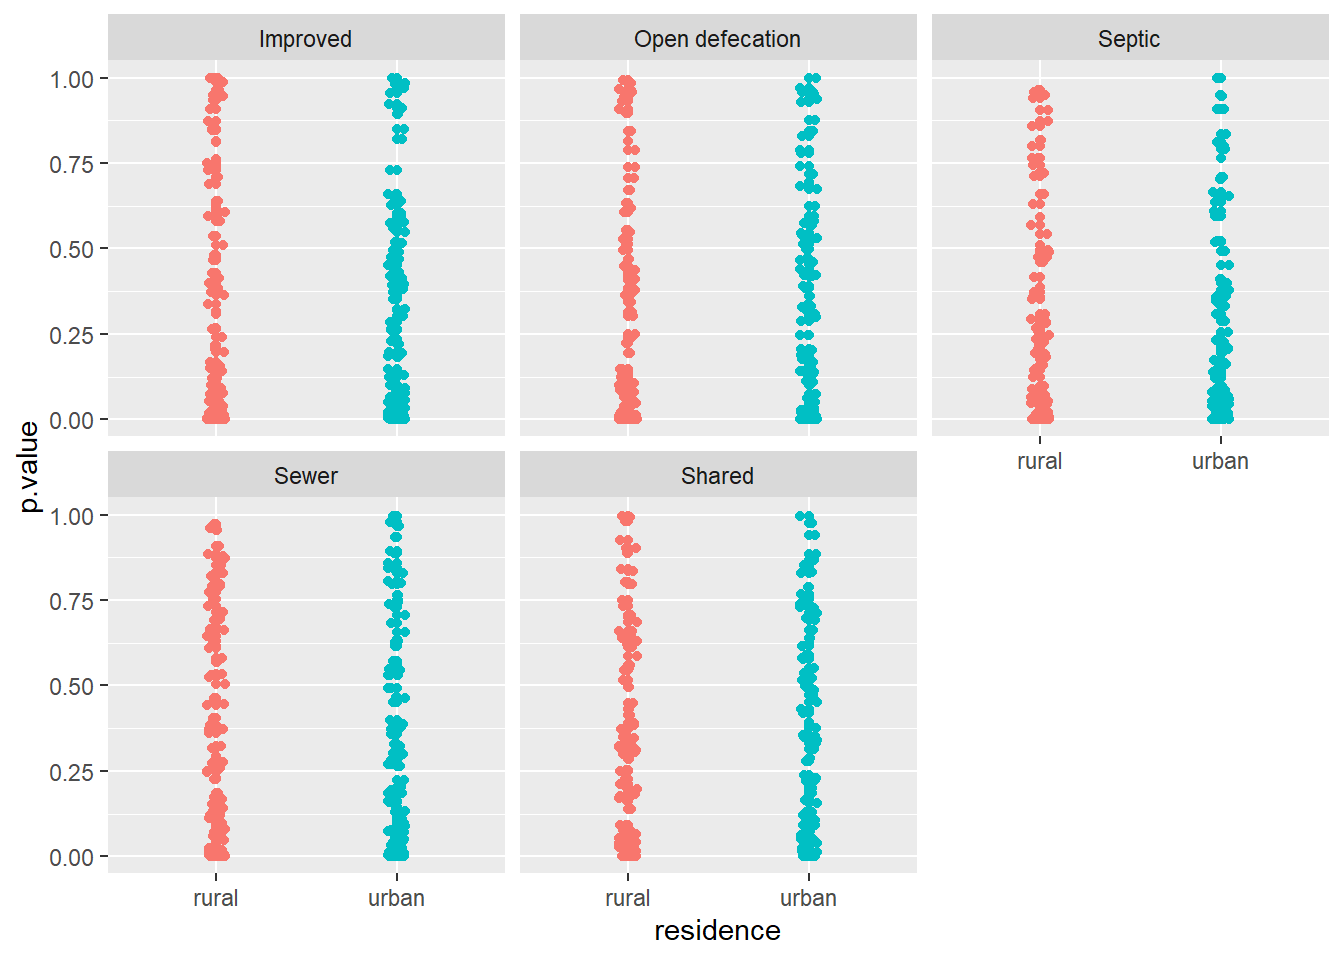 Improved
Open defecation
Septic
1.00
0.75
0.50
0.25
0.00
rural
urban
Sewer
Shared
1.00
0.75
0.50
0.25
0.00
rural
urban
rural
urban
residence
p.value